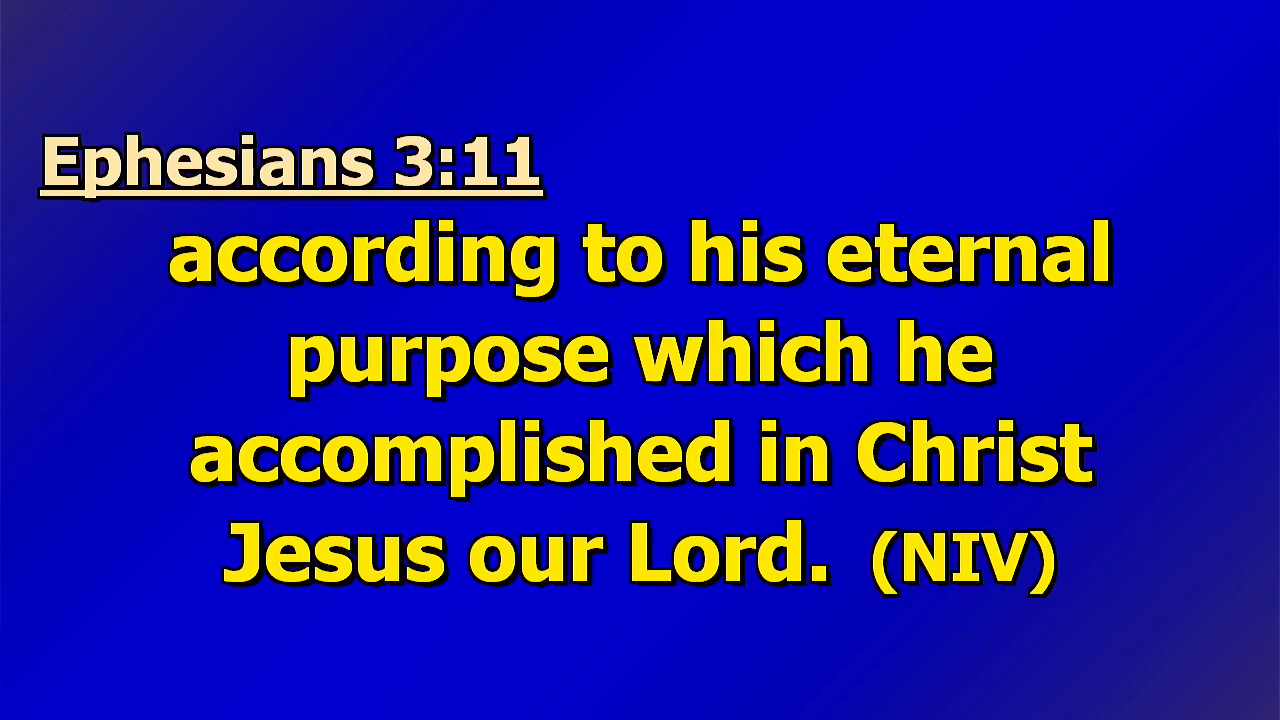 Ephesians 3:11
according to his eternal
purpose which he
accomplished in Christ
Jesus our Lord. (NIV)